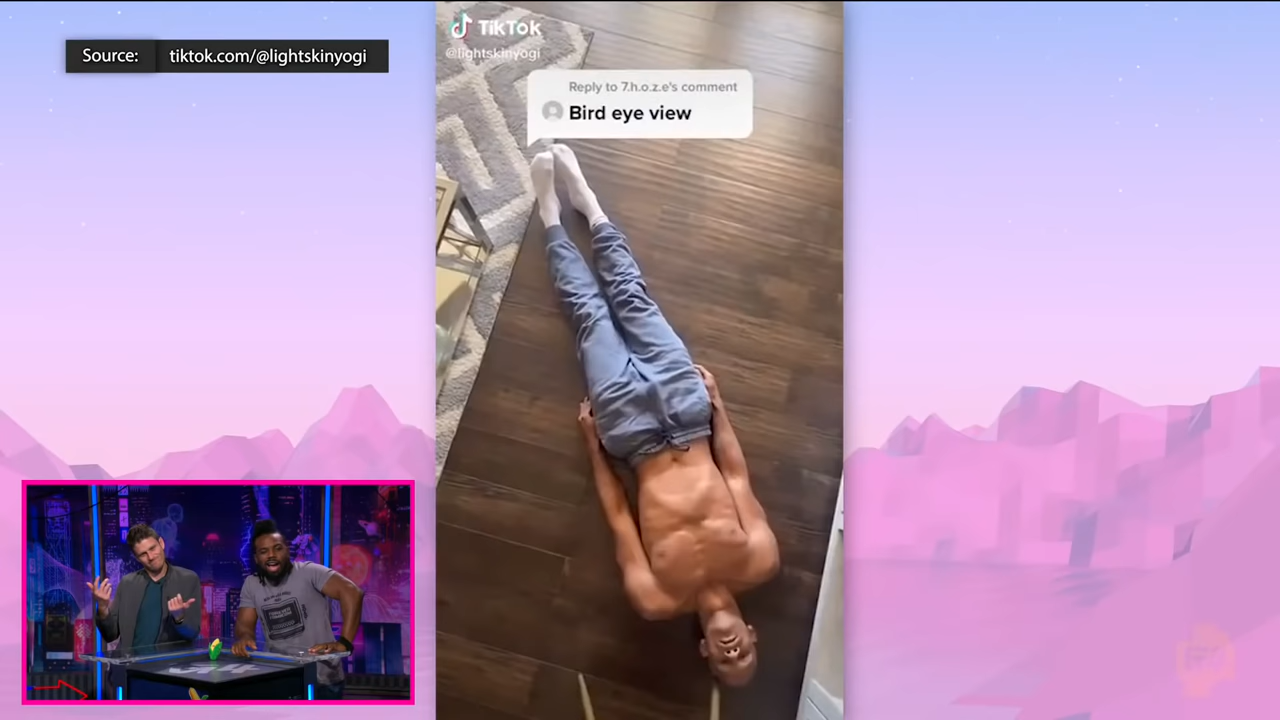 Source: tiktok.com/@lightskinyogi
TikTok
@lightskinyogi
Reply to 7.h.o.z.e's comment
Bird eye view